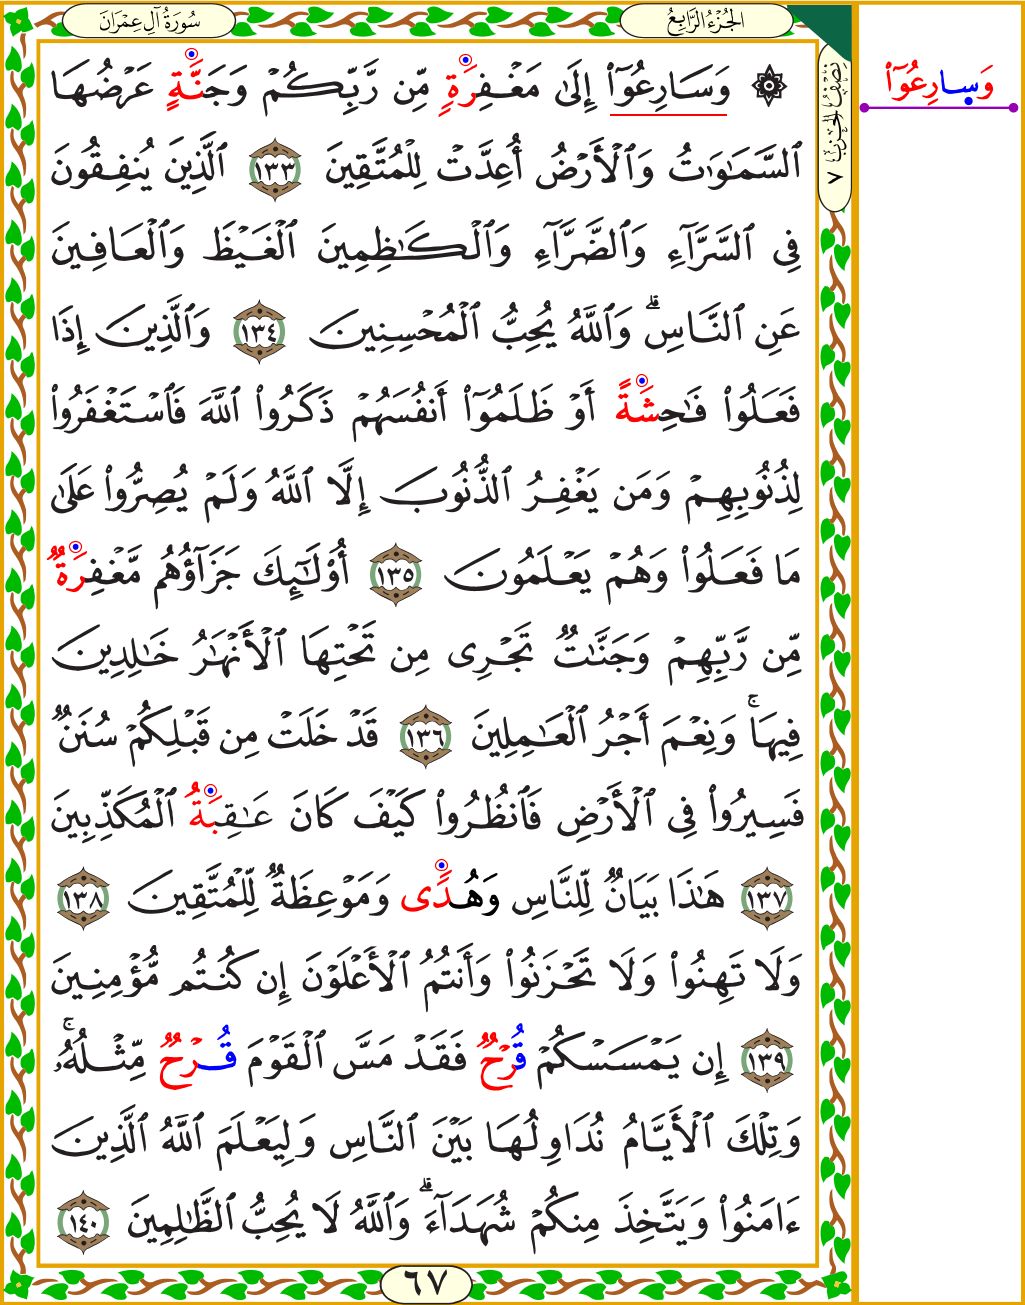 سُورَةُ آلِ عِمْرَانَ
الجُزْءُ الرَّابِعُ
نِصْفُ الحِزْبِ ٧
وَسَارِعُوٓاْ
۞ وَسَارِعُوٓاْ إِلَىٰ مَغْفِرَةٖ مِّن رَّبِّكُمْ وَجَنَّةٍ عَرْضُهَا
ٱلسَّمَٰوَٰتُ وَٱلْأَرْضُ أُعِدَّتْ لِلْمُتَّقِينَ ١٣٣ ٱلَّذِينَ يُنفِقُونَ
فِى ٱلسَّرَّآءِ وَٱلضَّرَّآءِ وَٱلْكَٰظِمِينَ ٱلْغَيْظَ وَٱلْعَافِينَ
عَنِ ٱلنَّاسِۗ وَٱللَّهُ يُحِبُّ ٱلْمُحْسِنِينَ ١٣٤ وَٱلَّذِينَ إِذَا
فَعَلُواْ فَٰحِشَةً أَوْ ظَلَمُوٓاْ أَنفُسَهُمْ ذَكَرُواْ ٱللَّهَ فَٱسْتَغْفَرُواْ
لِذُنُوبِهِمْ وَمَن يَغْفِرُ ٱلذُّنُوبَ إِلَّا ٱللَّهُ وَلَمْ يُصِرُّواْ عَلَىٰ
مَا فَعَلُواْ وَهُمْ يَعْلَمُونَ ١٣٥ أُوْلَٰٓئِكَ جَزَآؤُهُم مَّغْفِرَةٞ
مِّن رَّبِّهِمْ وَجَنَّٰتٞ تَجْرِى مِن تَحْتِهَا ٱلْأَنْهَٰرُ خَٰلِدِينَ
فِيهَاۚ وَنِعْمَ أَجْرُ ٱلْعَٰمِلِينَ ١٣٦ قَدْ خَلَتْ مِن قَبْلِكُمْ سُنَنٞ
فَسِيرُواْ فِى ٱلْأَرْضِ فَٱنظُرُواْ كَيْفَ كَانَ عَٰقِبَةُ ٱلْمُكَذِّبِينَ
١٣٧ هَٰذَا بَيَانٞ لِّلنَّاسِ وَهُدًى وَمَوْعِظَةٞ لِّلْمُتَّقِينَ ١٣٨
وَلَا تَهِنُواْ وَلَا تَحْزَنُواْ وَأَنتُمُ ٱلْأَعْلَوْنَ إِن كُنتُم مُّؤْمِنِينَ
١٣٩ إِن يَمْسَسْكُمْ قُرْحٞ فَقَدْ مَسَّ ٱلْقَوْمَ قُرْحٞ مِّثْلُهُۥۚ
وَتِلْكَ ٱلْأَيَّامُ نُدَاوِلُهَا بَيْنَ ٱلنَّاسِ وَلِيَعْلَمَ ٱللَّهُ ٱلَّذِينَ
ءَامَنُواْ وَيَتَّخِذَ مِنكُمْ شُهَدَآءَۗ وَٱللَّهُ لَا يُحِبُّ ٱلظَّٰلِمِينَ ١٤٠
٦٧